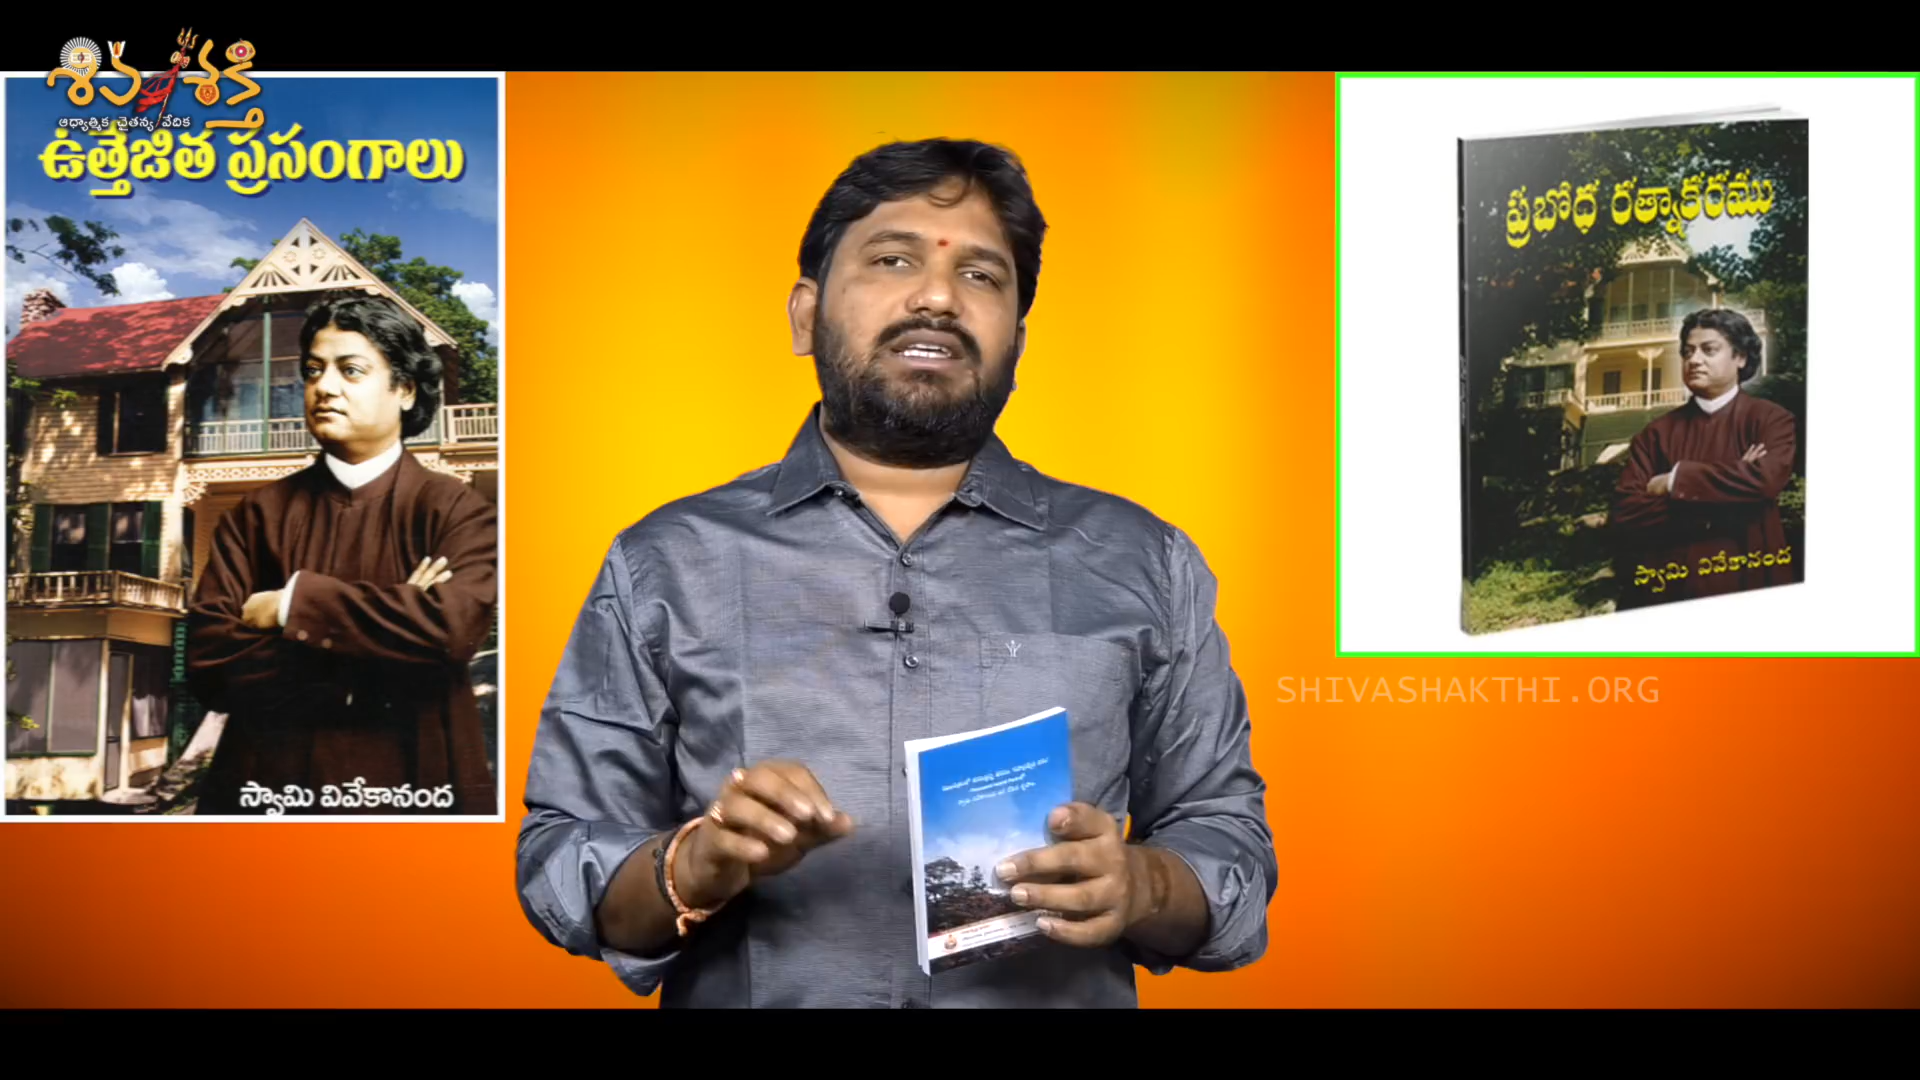 శివశక్తి
ఆధ్యాత్మిక చైతన్య వేదిక
ఉత్తేజిత ప్రసంగాలు
స్వామి వివేకానంద
ప్రబోధ రత్నాకరము
స్వామి వివేకానంద
SHIVASHAKTHI.ORG